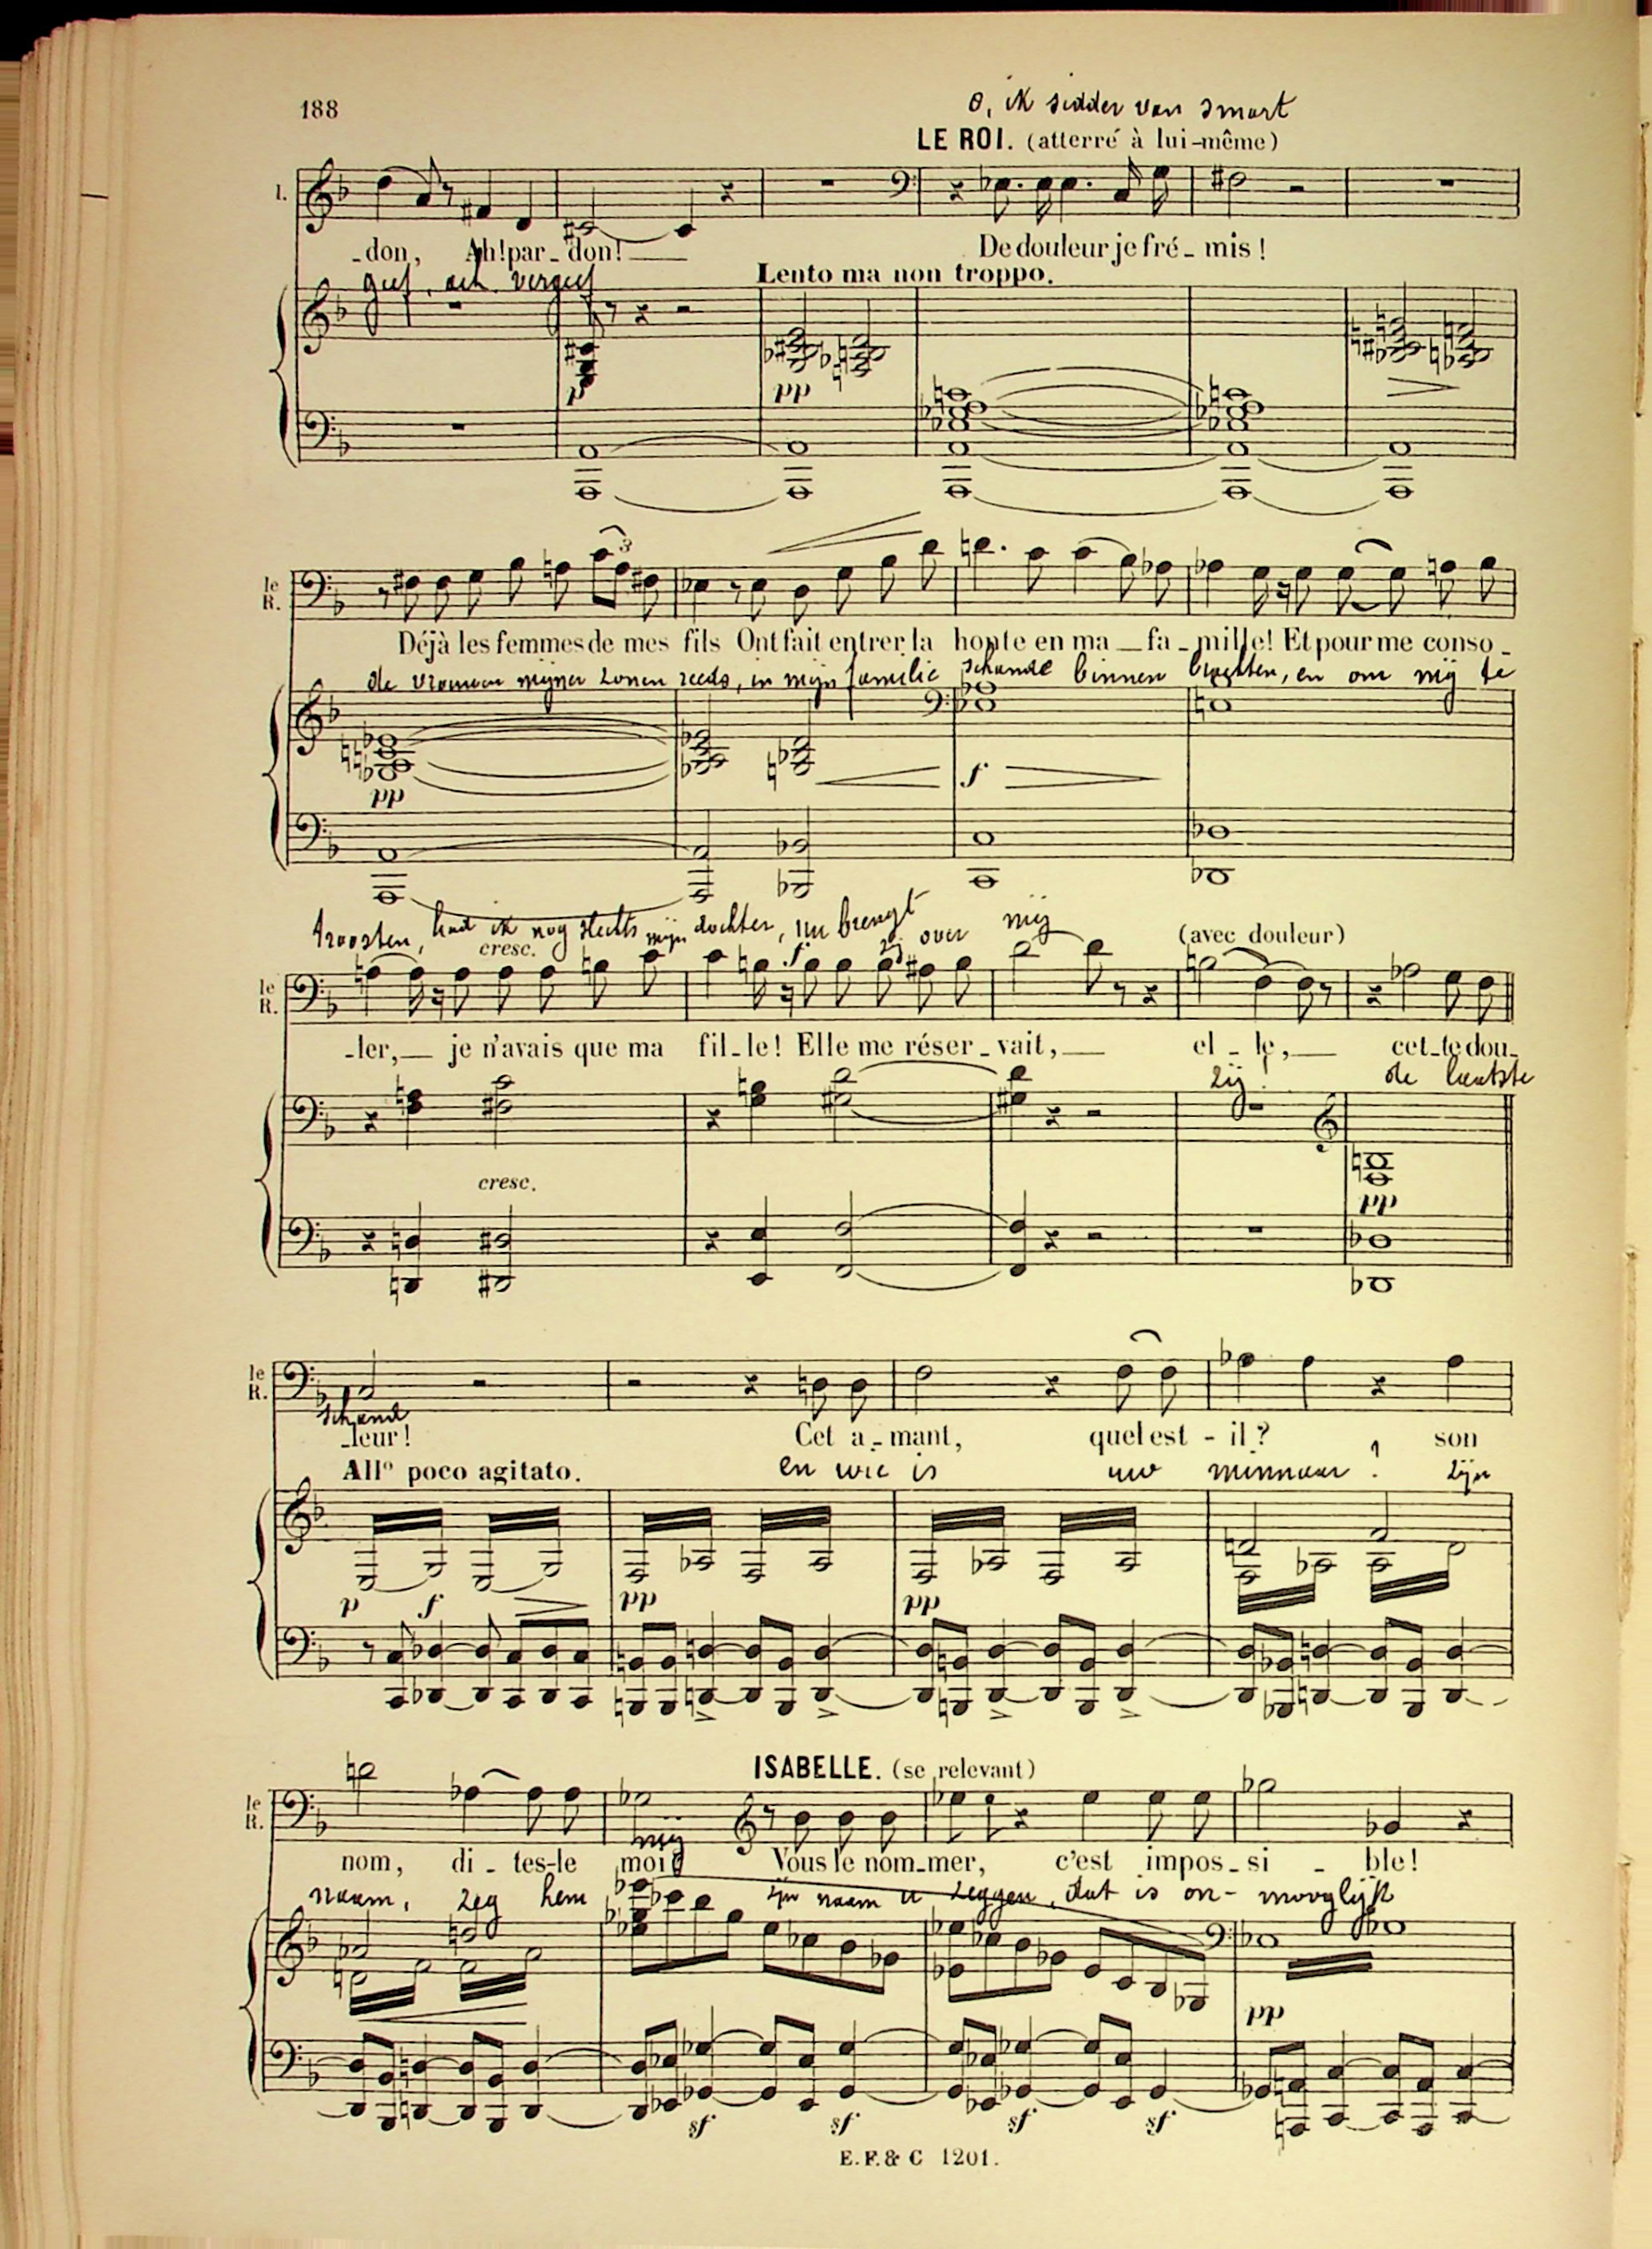 188
o, ik sidder van smart
LE ROI. (atterré à lui-même)
I.
-don, Ah! par-don! De douleur je fré-mis!
geef, ach vergeef
Lento ma non troppo.
p pp
le R.
3
Déjà les femmes de mes fils Ont fait entrer la honte en ma fa-mille! Et pour me conso-
de vrouwen mijner zonen reeds, in mijn familie schande binnen brachten, en om mij te
pp f
troosten, had ik nog slechts mijn dochter, nu brengt zij over mij
cresc. f (avec douleur)
le R.
-ler, je n'avais que ma fil-le! Elle me réser-vait, el-le, cet-te dou-
zij! de laatste
cresc. pp
le R.
schand
-leur! Cet a-mant, quel est-il? son
All° poco agitato. en wie is uw minnaar? zijn
p f pp pp
ISABELLE. (se relevant)
le R.
mij
nom, di-tes-le moi! Vous le nom-mer, c'est impos-si-ble!
naam, zeg hem zijn naam u zeggen, dat is on-mooglijk
pp
sf sf sf sf
E. F. & C 1201.